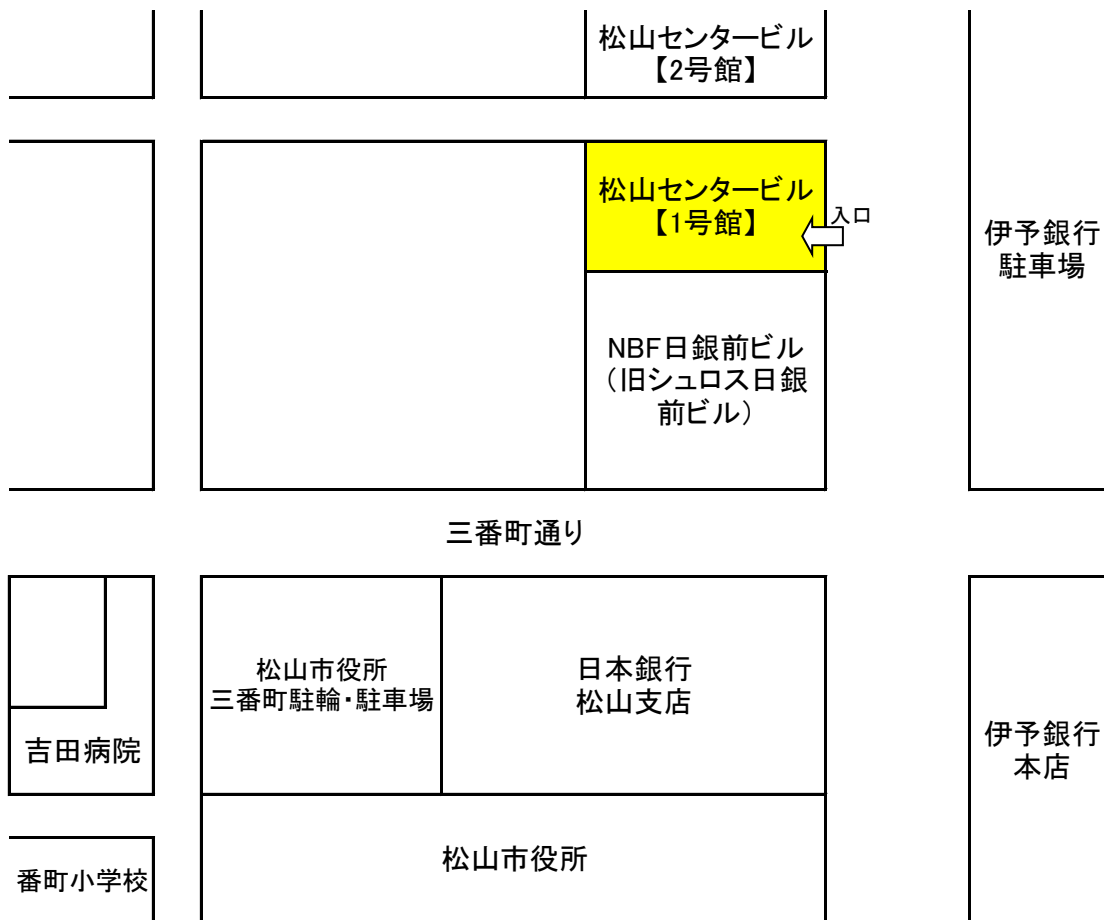 松山センタービル
【2号館】
松山センタービル
【1号館】
入口
伊予銀行
駐車場
NBF日銀前ビル
（旧シュロス日銀
前ビル）
三番町通り
松山市役所
三番町駐輪・駐車場
日本銀行
松山支店
吉田病院
伊予銀行
本店
松山市役所
番町小学校